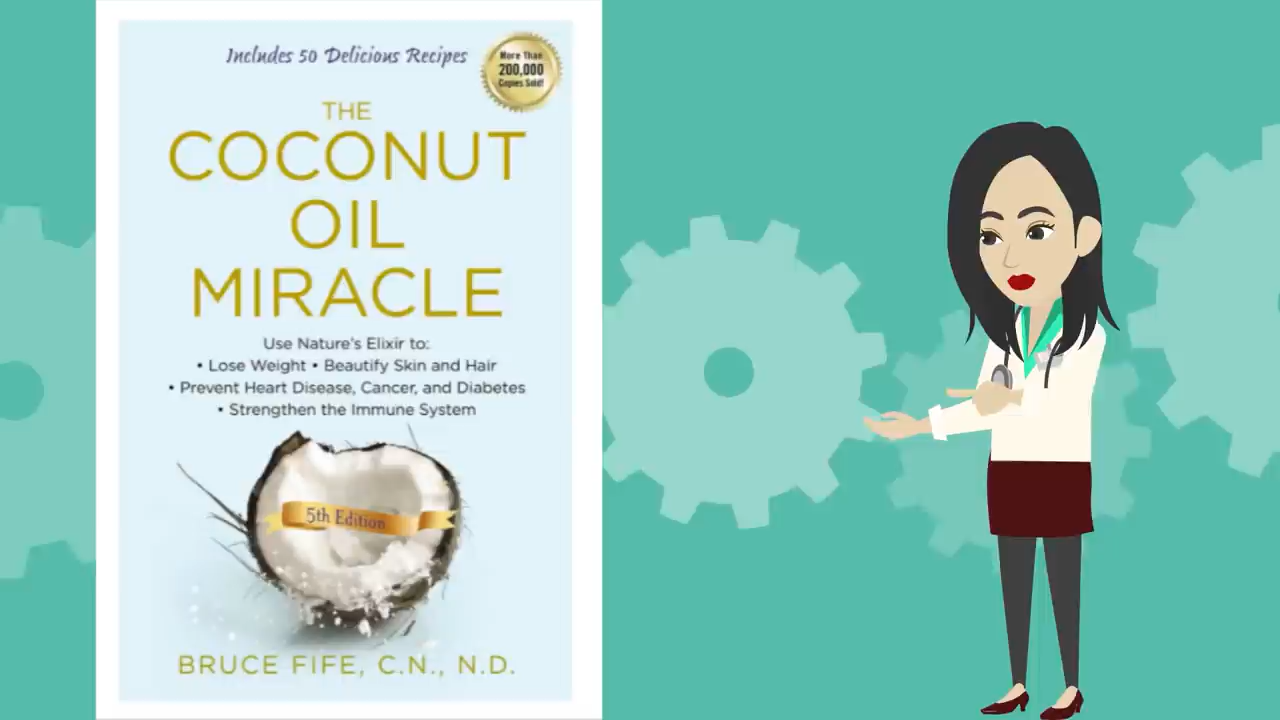 Includes 50 Delicious Recipes
More Than
200,000
Copies Sold!
THE
COCONUT
OIL
MIRACLE
Use Nature's Elixir to:
• Lose Weight • Beautify Skin and Hair
• Prevent Heart Disease, Cancer, and Diabetes
• Strengthen the Immune System
5th Edition
BRUCE FIFE, C.N., N.D.